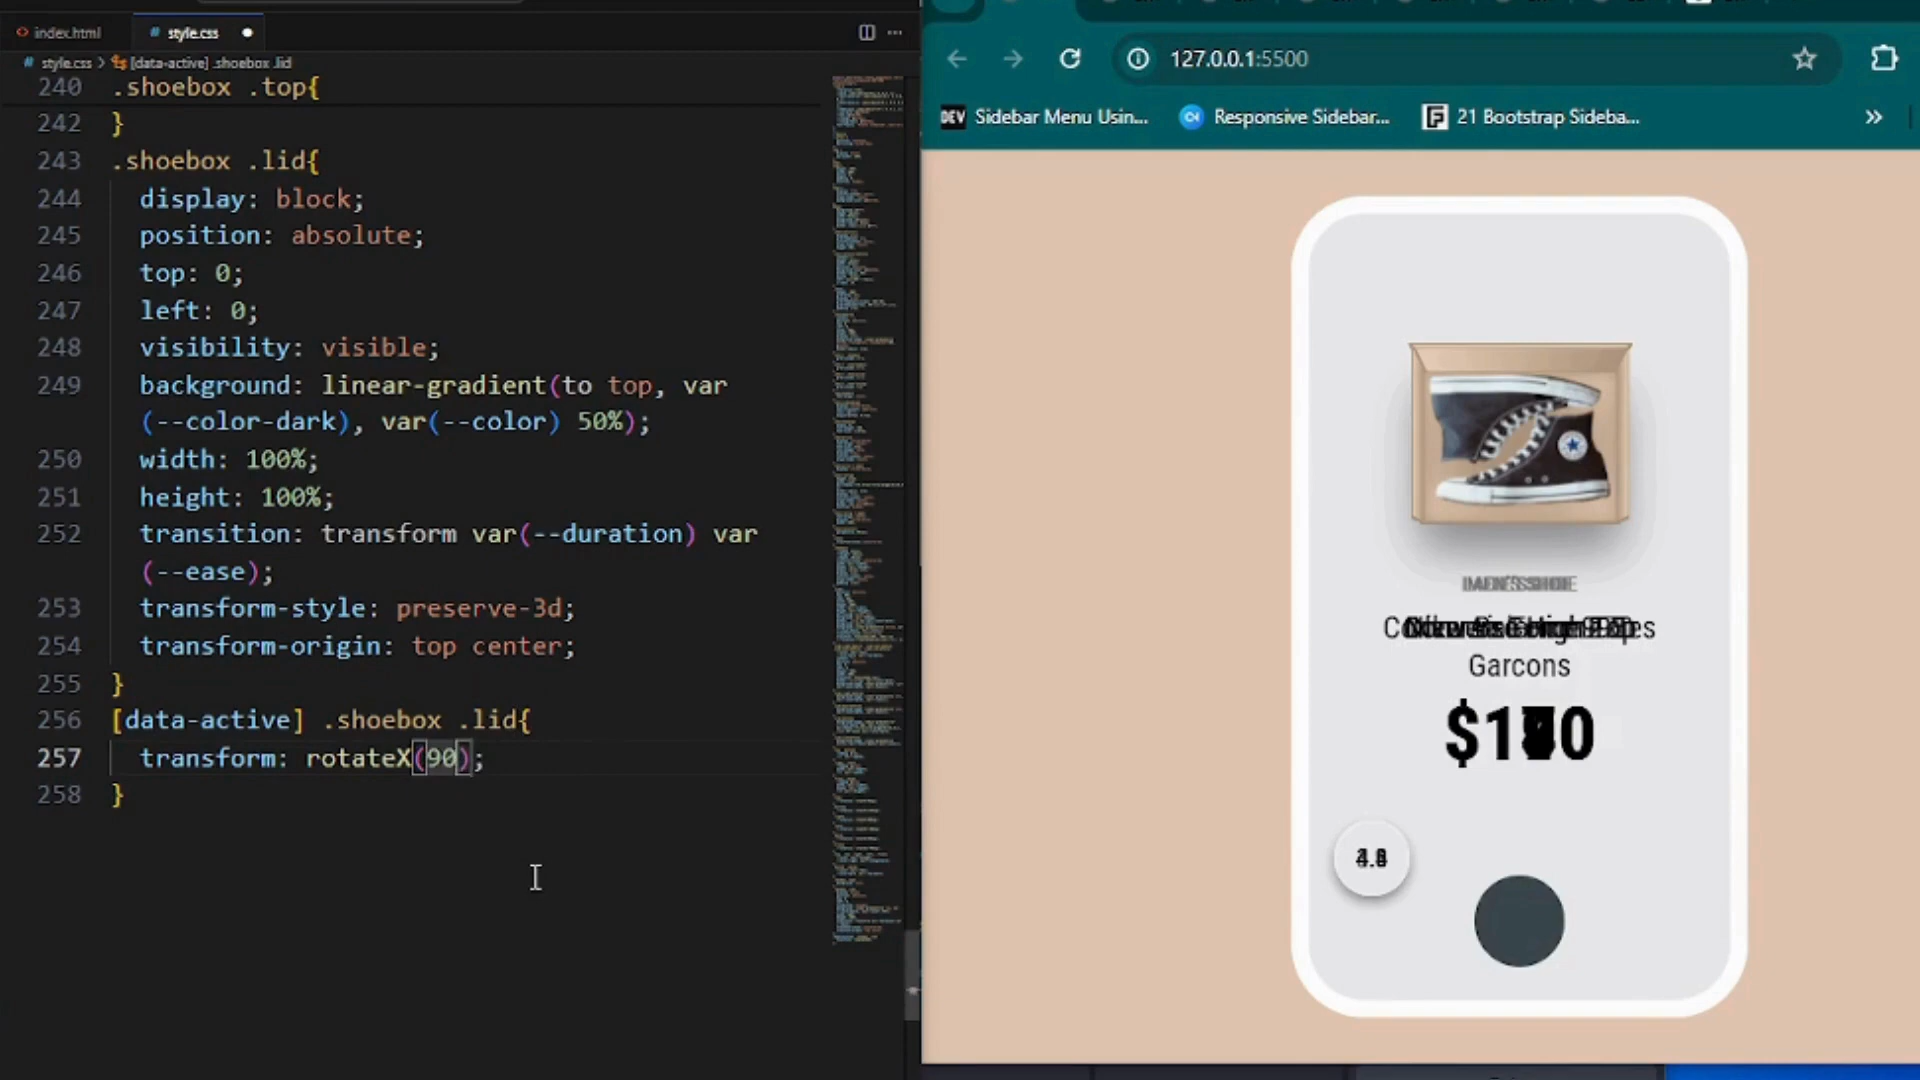 index.html
style.css
style.css > [data-active] .shoebox .lid
240 .shoebox .top{
242 }
243 .shoebox .lid{
244 display: block;
245 position: absolute;
246 top: 0;
247 left: 0;
248 visibility: visible;
249 background: linear-gradient(to top, var
(--color-dark), var(--color) 50%);
250 width: 100%;
251 height: 100%;
252 transition: transform var(--duration) var
(--ease);
253 transform-style: preserve-3d;
254 transform-origin: top center;
255 }
256 [data-active] .shoebox .lid{
257 transform: rotateX(90);
258 }
127.0.0.1:5500
DEV Sidebar Menu Usin...
Responsive Sidebar...
21 Bootstrap Sideba...
Garcons